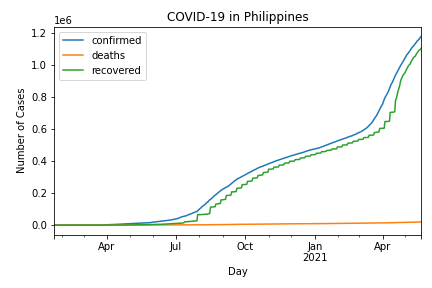 COVID-19 in Philippines
1e6
confirmed
deaths
recovered
1.2
1.0
0.8
0.6
0.4
0.2
0.0
Number of Cases
Apr
Jul
Oct
Jan
2021
Apr
Day